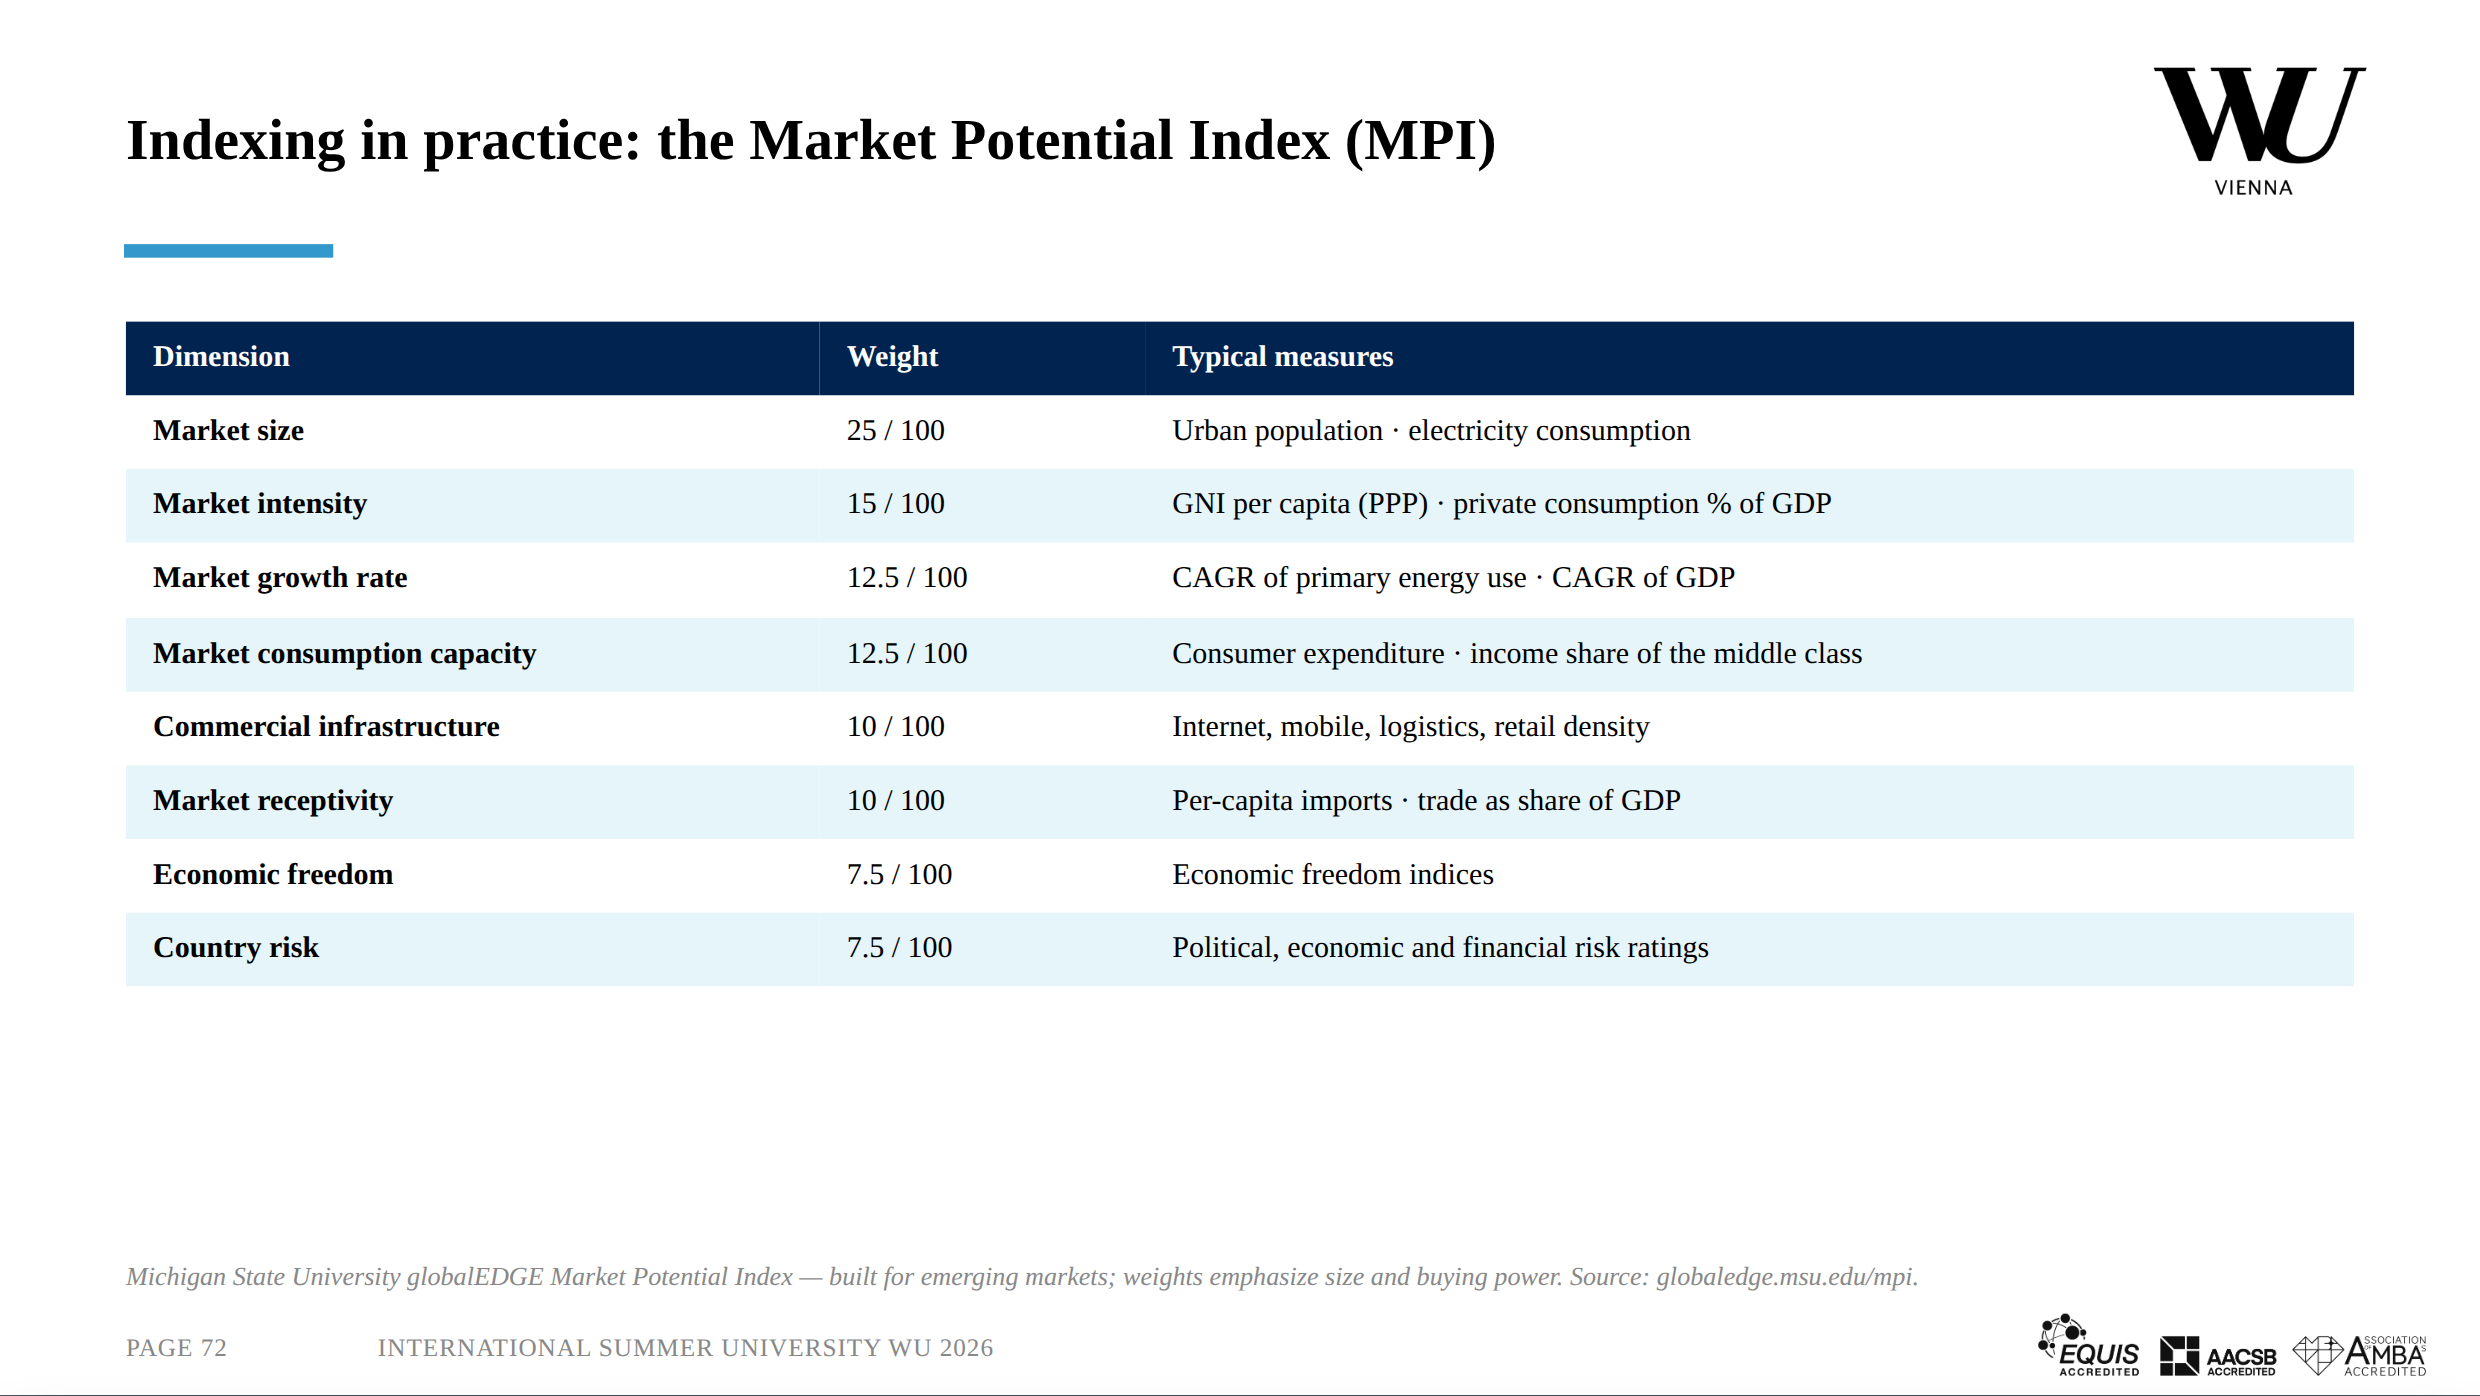 Indexing in practice: the Market Potential Index (MPI)
WU
VIENNA
Dimension Weight Typical measures
Market size 25 / 100 Urban population · electricity consumption
Market intensity 15 / 100 GNI per capita (PPP) · private consumption % of GDP
Market growth rate 12.5 / 100 CAGR of primary energy use · CAGR of GDP
Market consumption capacity 12.5 / 100 Consumer expenditure · income share of the middle class
Commercial infrastructure 10 / 100 Internet, mobile, logistics, retail density
Market receptivity 10 / 100 Per-capita imports · trade as share of GDP
Economic freedom 7.5 / 100 Economic freedom indices
Country risk 7.5 / 100 Political, economic and financial risk ratings
Michigan State University globalEDGE Market Potential Index — built for emerging markets; weights emphasize size and buying power. Source: globaledge.msu.edu/mpi.
PAGE 72 INTERNATIONAL SUMMER UNIVERSITY WU 2026
EQUIS
ACCREDITED
AACSB
ACCREDITED
ASSOCIATION
OF MBAS
ACCREDITED